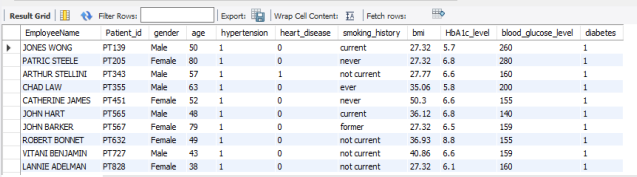 Result Grid Filter Rows: Export: Wrap Cell Content: Fetch rows:
EmployeeName Patient_id gender age hypertension heart_disease smoking_history bmi HbA1c_level blood_glucose_level diabetes
JONES WONG PT139 Male 50 1 0 current 27.32 5.7 260 1
PATRIC STEELE PT205 Female 80 1 0 never 27.32 6.8 280 1
ARTHUR STELLINI PT343 Male 57 1 1 not current 27.77 6.6 160 1
CHAD LAW PT355 Male 63 1 0 ever 35.06 5.8 200 1
CATHERINE JAMES PT451 Female 52 1 0 never 50.3 6.6 155 1
JOHN HART PT565 Male 48 1 0 current 36.12 6.8 140 1
JOHN BARKER PT567 Female 79 1 0 former 27.32 6.5 159 1
ROBERT BONNET PT632 Female 40 1 0 not current 36.93 8.8 155 1
VITANI BENJAMIN PT727 Male 43 1 0 not current 40.86 6.6 159 1
LANNIE ADELMAN PT828 Female 38 1 0 not current 27.32 6.1 160 1